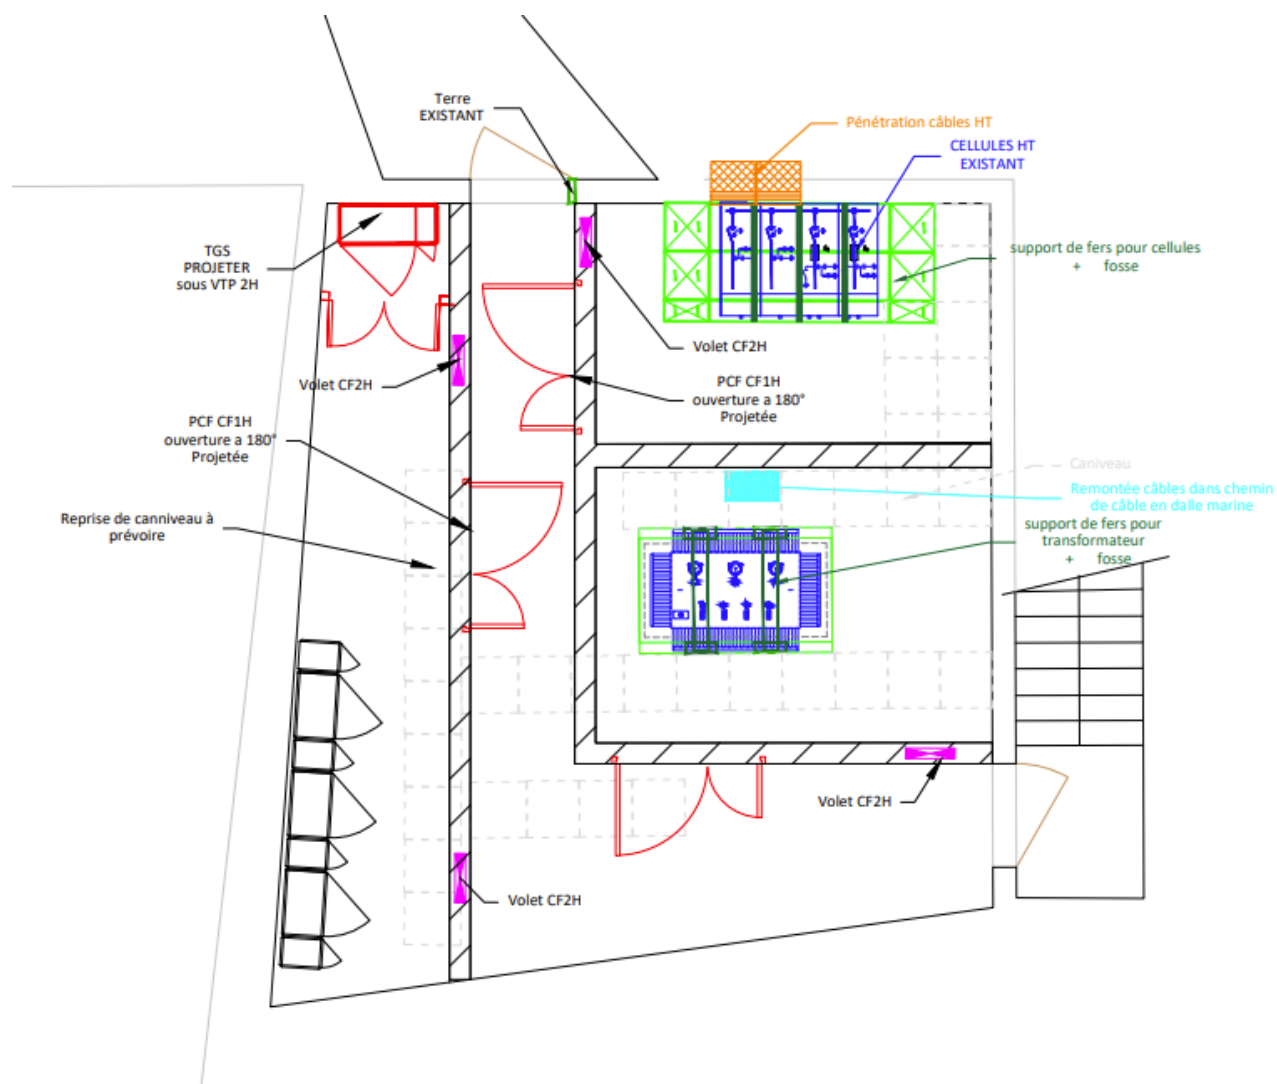 Terre
EXISTANT
Pénétration câbles HT
CELLULES HT
EXISTANT
TGS
PROJETER
sous VTP 2H
support de fers pour cellules
+ fosse
Volet CF2H
Volet CF2H
PCF CF1H
ouverture a 180°
Projetée
PCF CF1H
ouverture a 180°
Projetée
Caniveau
Remontée câbles dans chemin
de câble en dalle marine
Reprise de canniveau à
prévoire
support de fers pour
transformateur
+ fosse
Volet CF2H
Volet CF2H